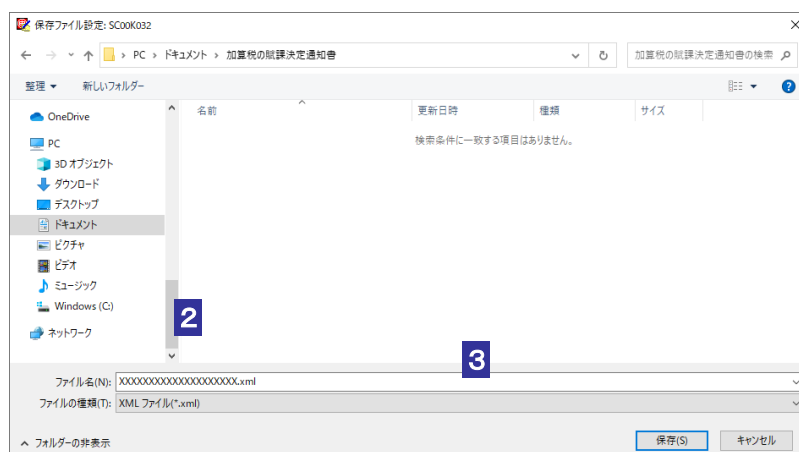 保存ファイル設定: SC00K032
PC › ドキュメント › 加算税の賦課決定通知書
加算税の賦課決定通知書の検索
整理 新しいフォルダー
名前 更新日時 種類 サイズ
検索条件に一致する項目はありません。
OneDrive
PC
3D オブジェクト
ダウンロード
デスクトップ
ドキュメント
ピクチャ
ビデオ
ミュージック
Windows (C:)
ネットワーク
2
3
ファイル名(N): XXXXXXXXXXXXXXXXXXXX.xml
ファイルの種類(T): XML ファイル(*.xml)
フォルダーの非表示
保存(S) キャンセル